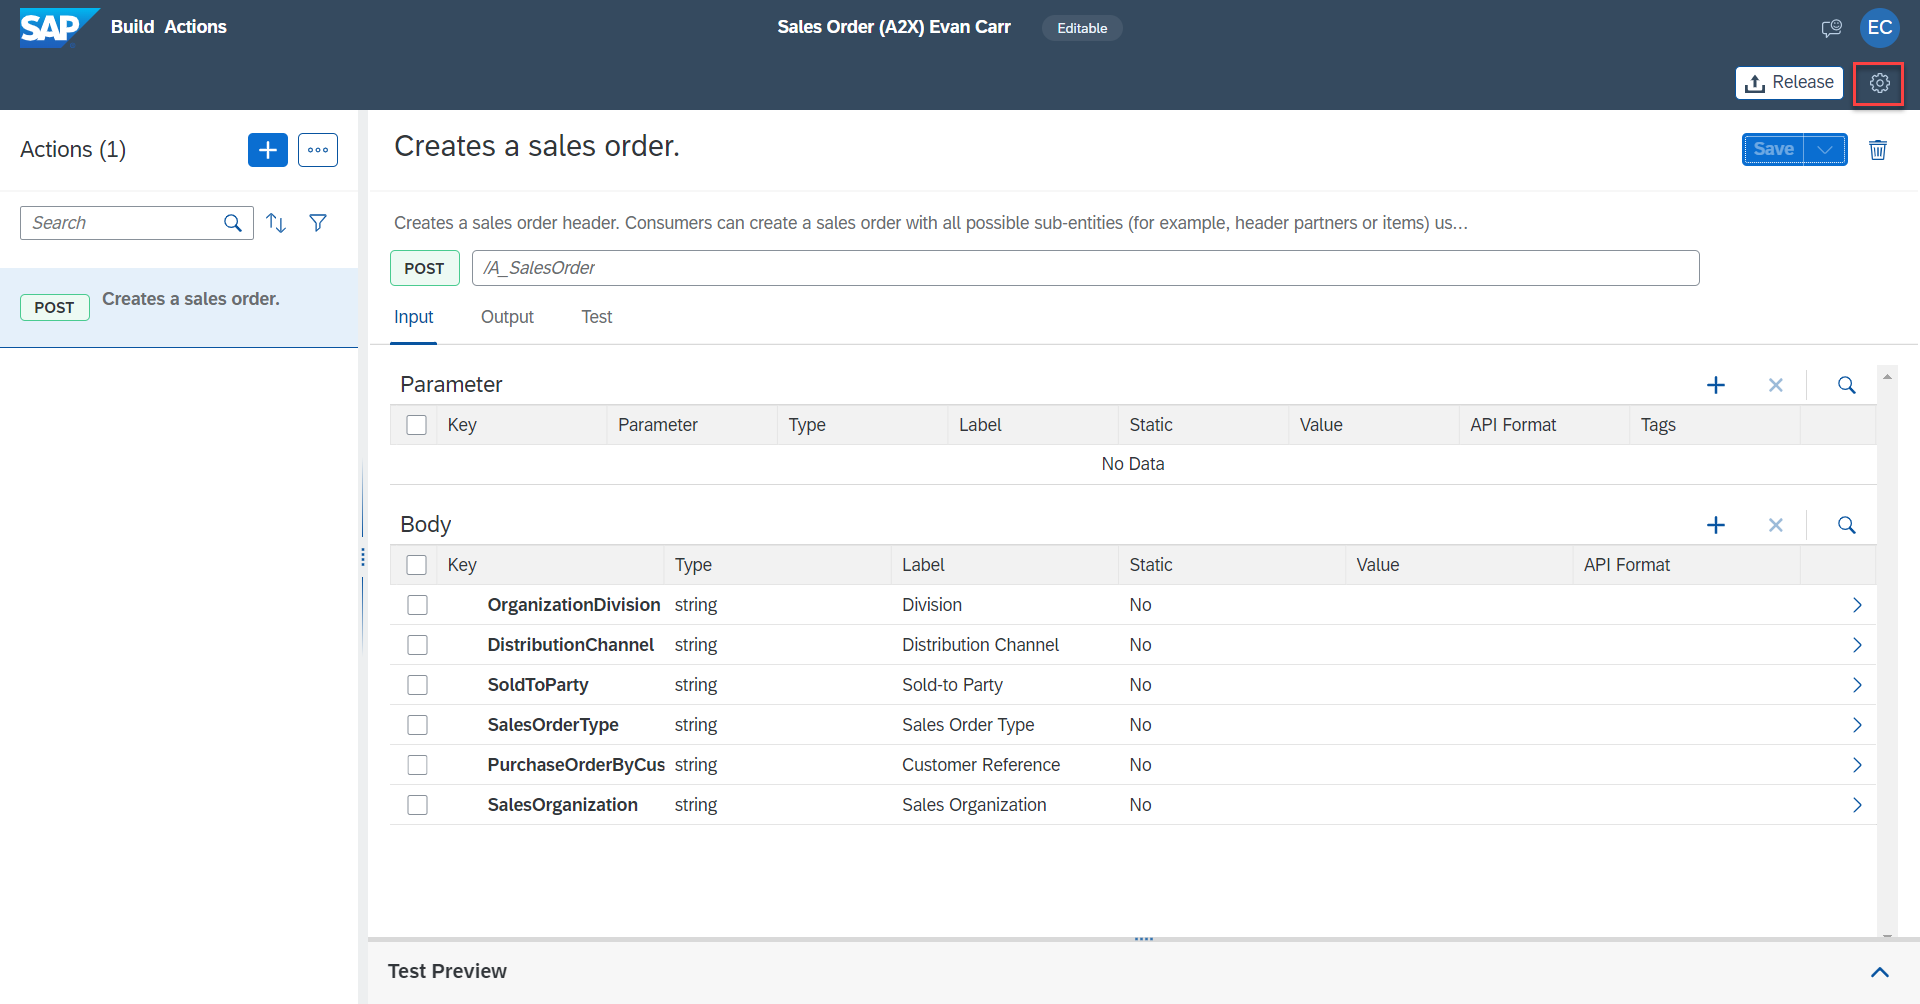 SAP Build Actions
Sales Order (A2X) Evan Carr
Editable
EC
Release
Actions (1)
Creates a sales order.
Save
Search
Creates a sales order header. Consumers can create a sales order with all possible sub-entities (for example, header partners or items) us...
POST
/A_SalesOrder
POST
Creates a sales order.
Input Output Test
Parameter
Key Parameter Type Label Static Value API Format Tags
No Data
Body
Key Type Label Static Value API Format
OrganizationDivision string Division No
DistributionChannel string Distribution Channel No
SoldToParty string Sold-to Party No
SalesOrderType string Sales Order Type No
PurchaseOrderByCus string Customer Reference No
SalesOrganization string Sales Organization No
Test Preview